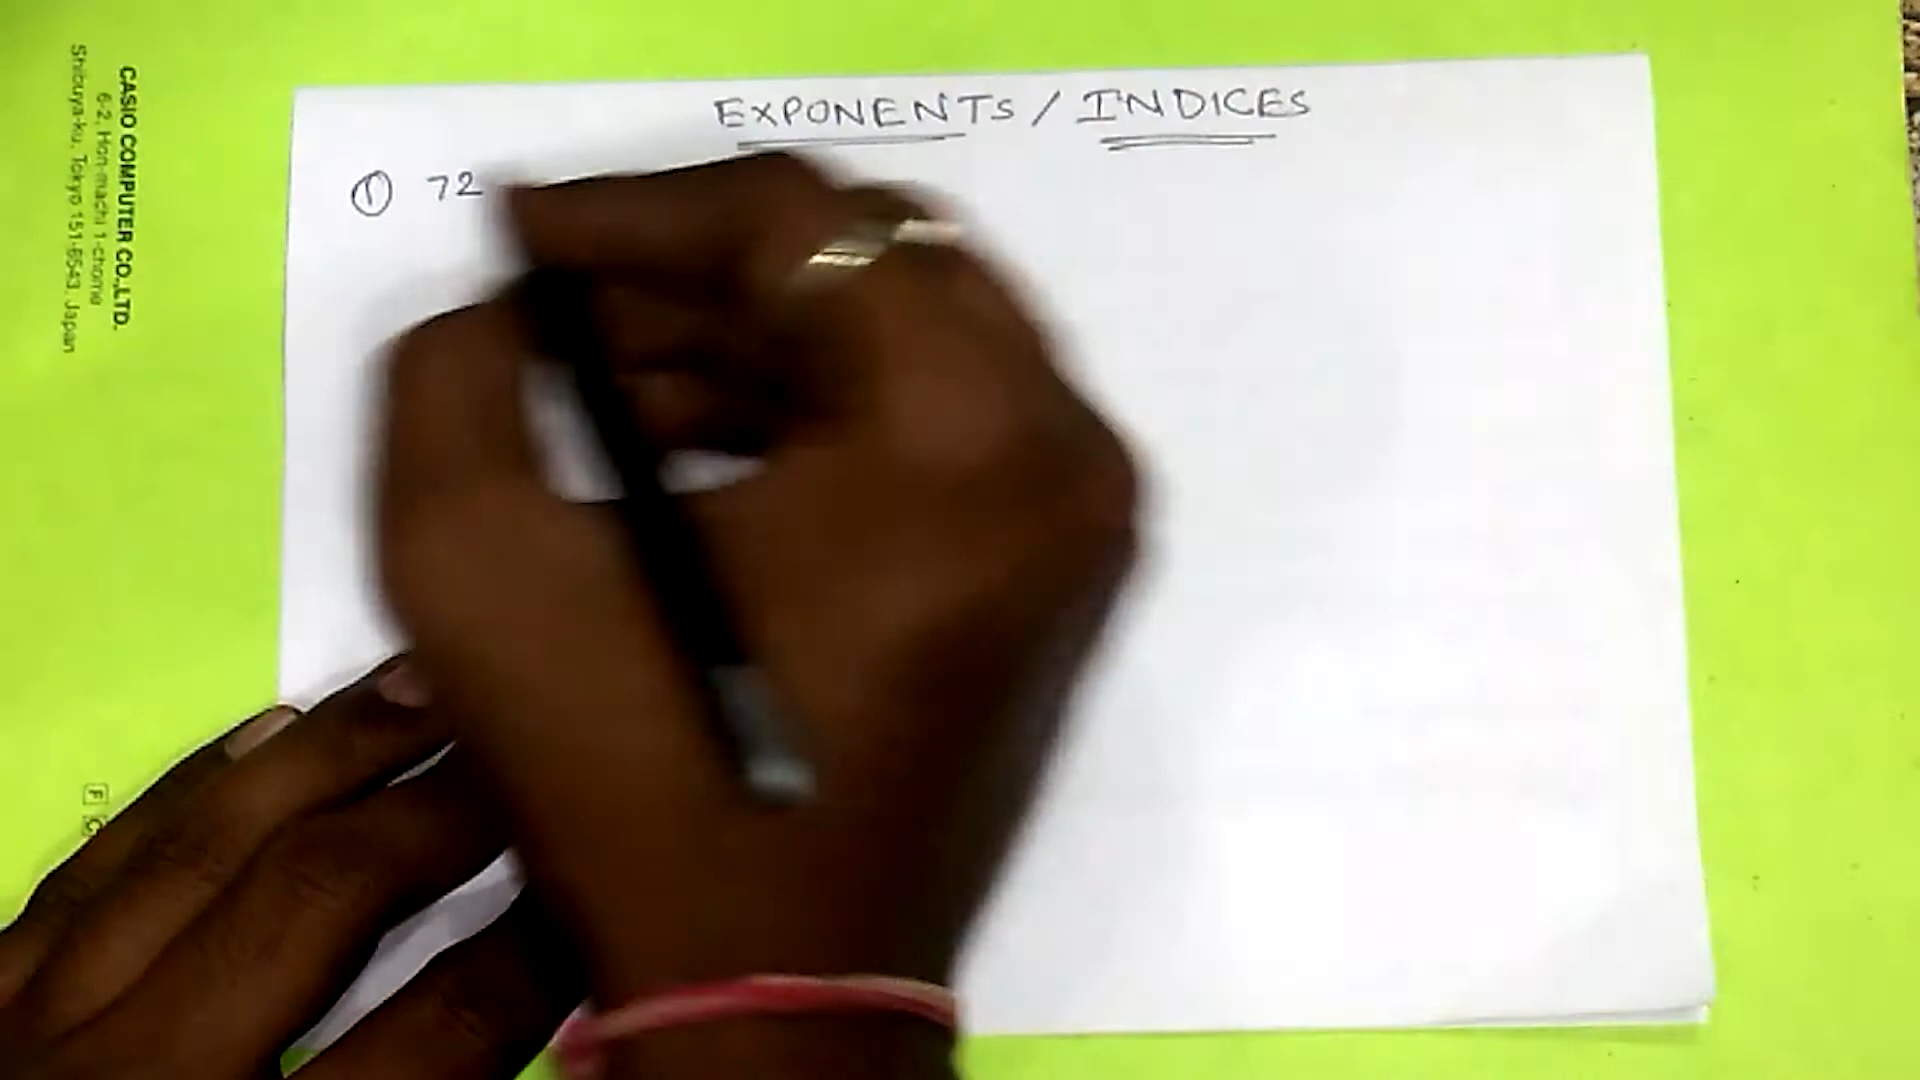 EXPONENTS / INDICES
① 72
CASIO COMPUTER CO.,LTD.
6-2, Hon-machi 1-chome
Shibuya-ku, Tokyo 151-8543, Japan
F